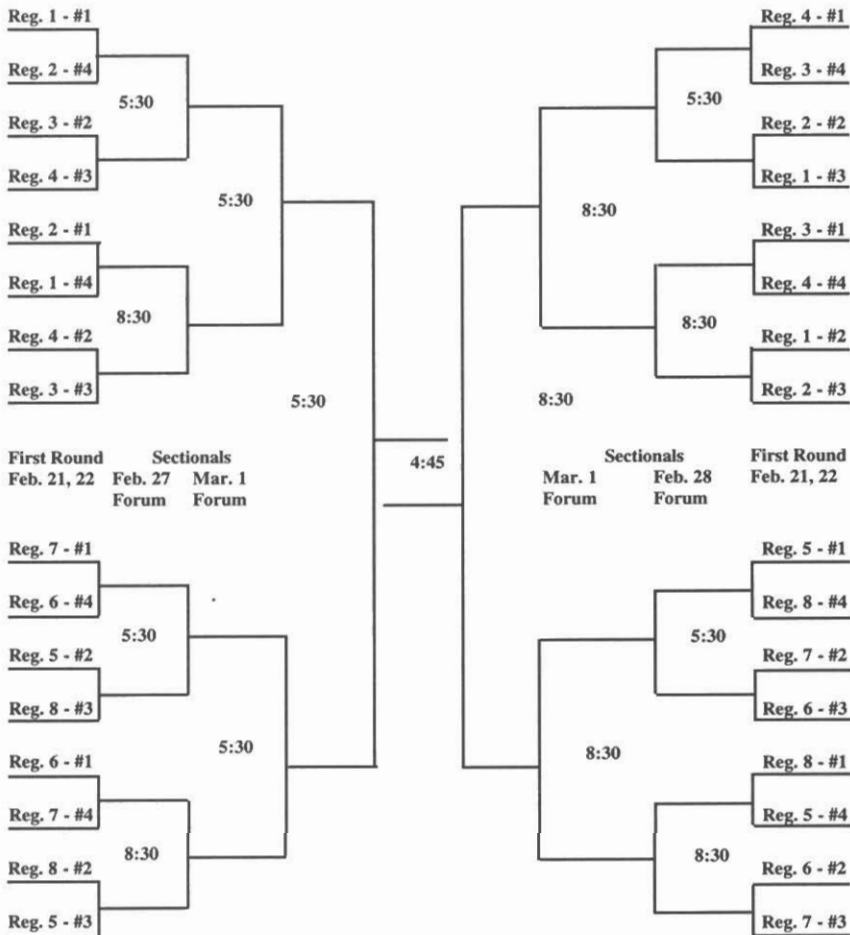 Reg. 1 - #1
Reg. 2 - #4
5:30
Reg. 3 - #2
Reg. 4 - #3
5:30
Reg. 2 - #1
Reg. 1 - #4
8:30
Reg. 4 - #2
Reg. 3 - #3
5:30
First Round
Feb. 21, 22
Sectionals
Feb. 27
Forum
Mar. 1
Forum
Reg. 7 - #1
Reg. 6 - #4
5:30
Reg. 5 - #2
Reg. 8 - #3
5:30
Reg. 6 - #1
Reg. 7 - #4
8:30
Reg. 8 - #2
Reg. 5 - #3
4:45
Reg. 4 - #1
Reg. 3 - #4
5:30
Reg. 2 - #2
Reg. 1 - #3
8:30
Reg. 3 - #1
Reg. 4 - #4
8:30
Reg. 1 - #2
Reg. 2 - #3
8:30
Sectionals
Mar. 1
Forum
Feb. 28
Forum
First Round
Feb. 21, 22
Reg. 5 - #1
Reg. 8 - #4
5:30
Reg. 7 - #2
Reg. 6 - #3
8:30
Reg. 8 - #1
Reg. 5 - #4
8:30
Reg. 6 - #2
Reg. 7 - #3